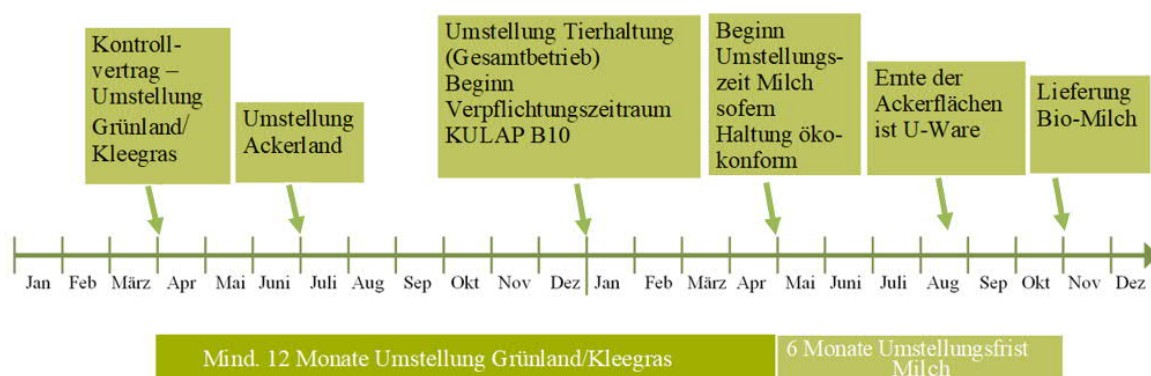 Kontroll-
vertrag –
Umstellung
Grünland/
Kleegras
Umstellung
Ackerland
Umstellung Tierhaltung
(Gesamtbetrieb)
Beginn
Verpflichtungszeitraum
KULAP B10
Beginn
Umstellungs-
zeit Milch
sofern
Haltung öko-
konform
Ernte der
Ackerflächen
ist U-Ware
Lieferung
Bio-Milch
Jan Feb März Apr Mai Juni Juli Aug Sep Okt Nov Dez Jan Feb März Apr Mai Juni Juli Aug Sep Okt Nov Dez
Mind. 12 Monate Umstellung Grünland/Kleegras
6 Monate Umstellungsfrist
Milch